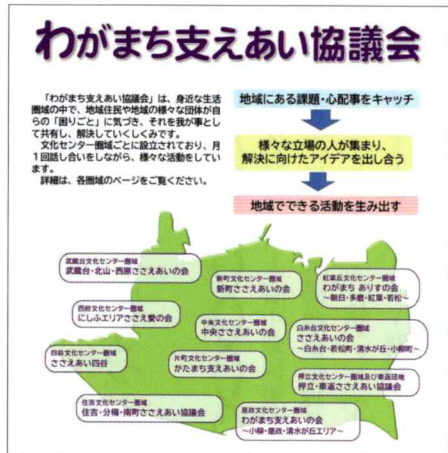 わがまち支えあい協議会
「わがまち支えあい協議会」は、身近な生活
圏域の中で、地域住民や地域の様々な団体が自
らの「困りごと」に気づき、それを我が事とし
て共有し、解決していくしくみです。
文化センター圏域ごとに設立されており、月
1回話し合いをしながら、様々な活動をしてい
ます。
詳細は、各圏域のページをご覧ください。
地域にある課題・心配事をキャッチ
様々な立場の人が集まり、
解決に向けたアイデアを出し合う
地域でできる活動を生み出す
武蔵台文化センター圏域
武蔵台・北山・西原ささえあいの会
新町文化センター圏域
新町ささえあいの会
紅葉丘文化センター圏域
わがまち ありすの会
～朝日・多磨・紅葉・若松～
西府文化センター圏域
にしふエリアささえ愛の会
中央文化センター圏域
中央ささえあいの会
白糸台文化センター圏域
ささえあいの会
～白糸台・若松町・清水が丘・小柳町～
四谷文化センター圏域
ささえあい四谷
片町文化センター圏域
かたまち支えあいの会
押立文化センター圏域及び車返団地
押立・車返ささえあい協議会
住吉文化センター圏域
住吉・分梅・南町ささえあい協議会
是政文化センター圏域
わがまち支えあいの会
～小柳・是政・清水が丘エリア～